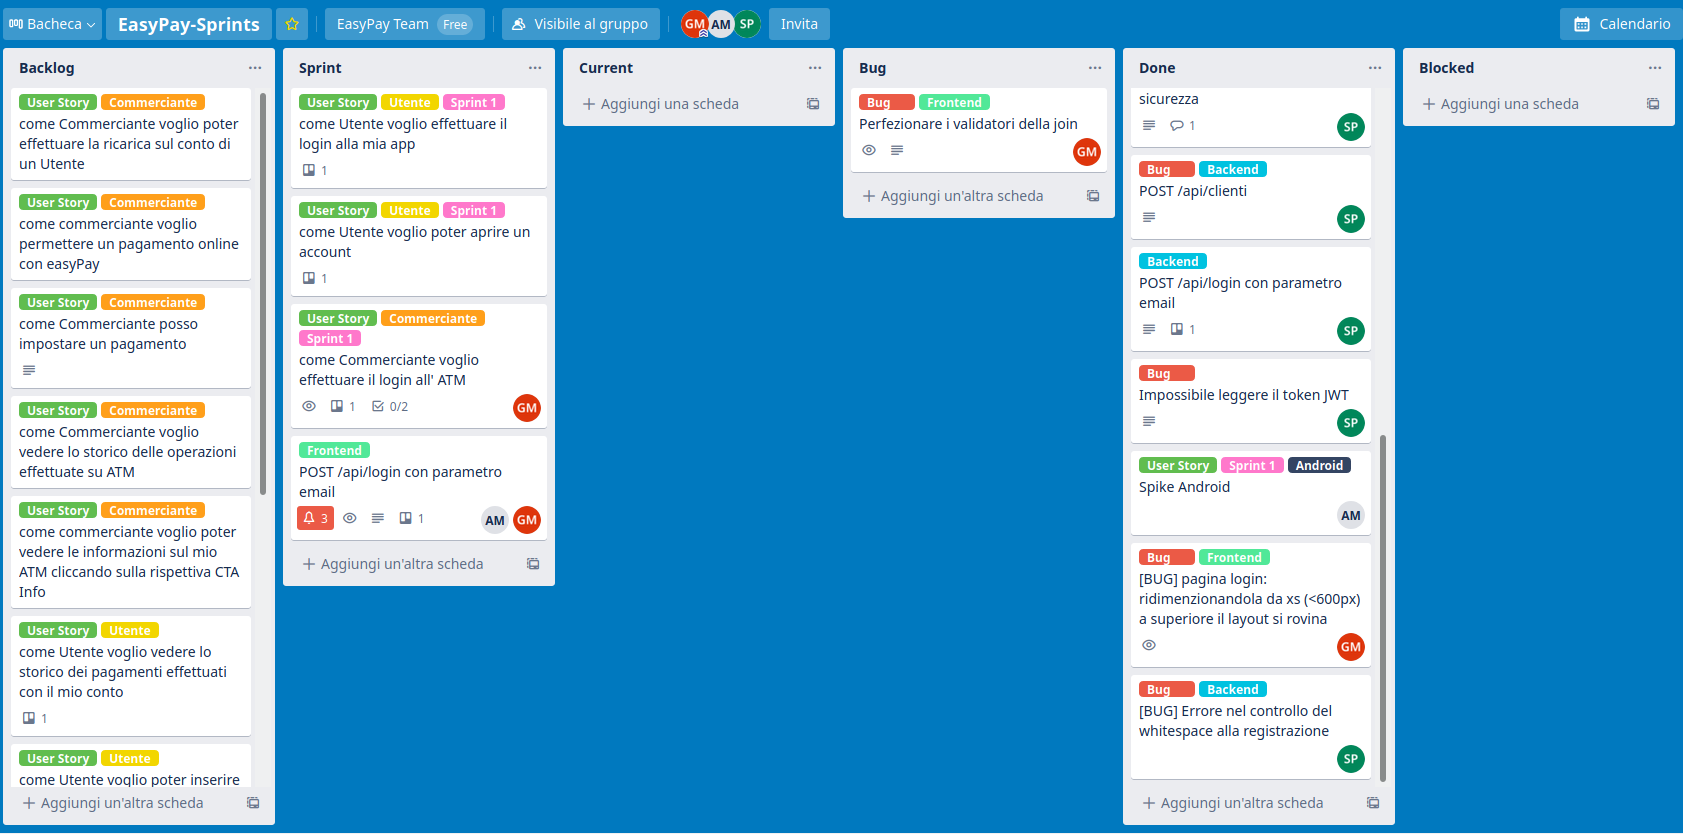 Bacheca
EasyPay-Sprints
EasyPay Team Free
Visibile al gruppo
GM AM SP
Invita
Calendario
Backlog
User Story Commerciante
come Commerciante voglio poter
effettuare la ricarica sul conto di
un Utente
User Story Commerciante
come commerciante voglio
permettere un pagamento online
con easyPay
User Story Commerciante
come Commerciante posso
impostare un pagamento
User Story Commerciante
come Commerciante voglio
vedere lo storico delle operazioni
effettuate su ATM
User Story Commerciante
come commerciante voglio poter
vedere le informazioni sul mio
ATM cliccando sulla rispettiva CTA
Info
User Story Utente
come Utente voglio vedere lo
storico dei pagamenti effettuati
con il mio conto
1
User Story Utente
come Utente voglio poter inserire
Aggiungi un'altra scheda
Sprint
User Story Utente Sprint 1
come Utente voglio effettuare il
login alla mia app
1
User Story Utente Sprint 1
come Utente voglio poter aprire un
account
1
User Story Commerciante
Sprint 1
come Commerciante voglio
effettuare il login all' ATM
1 0/2 GM
Frontend
POST /api/login con parametro
email
3 1 AM GM
Aggiungi un'altra scheda
Current
Aggiungi una scheda
Bug
Bug Frontend
Perfezionare i validatori della join
GM
Aggiungi un'altra scheda
Done
sicurezza
1 SP
Bug Backend
POST /api/clienti
SP
Backend
POST /api/login con parametro
email
1 SP
Bug
Impossibile leggere il token JWT
SP
User Story Sprint 1 Android
Spike Android
AM
Bug Frontend
[BUG] pagina login:
ridimenzionandola da xs (<600px)
a superiore il layout si rovina
GM
Bug Backend
[BUG] Errore nel controllo del
whitespace alla registrazione
SP
Aggiungi un'altra scheda
Blocked
Aggiungi una scheda